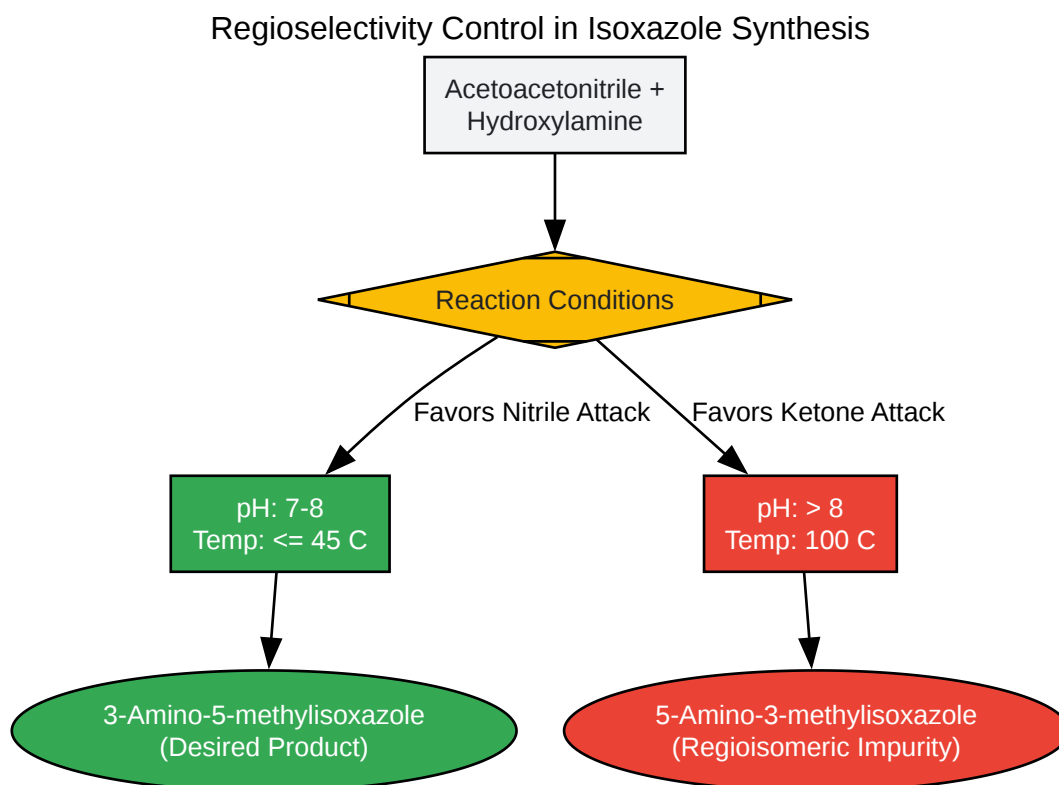 Regioselectivity Control in Isoxazole Synthesis
Acetoacetonitrile +
Hydroxylamine
Reaction Conditions
Favors Nitrile Attack
Favors Ketone Attack
pH: 7-8
Temp: <= 45 C
pH: > 8
Temp: 100 C
3-Amino-5-methylisoxazole
(Desired Product)
5-Amino-3-methylisoxazole
(Regioisomeric Impurity)